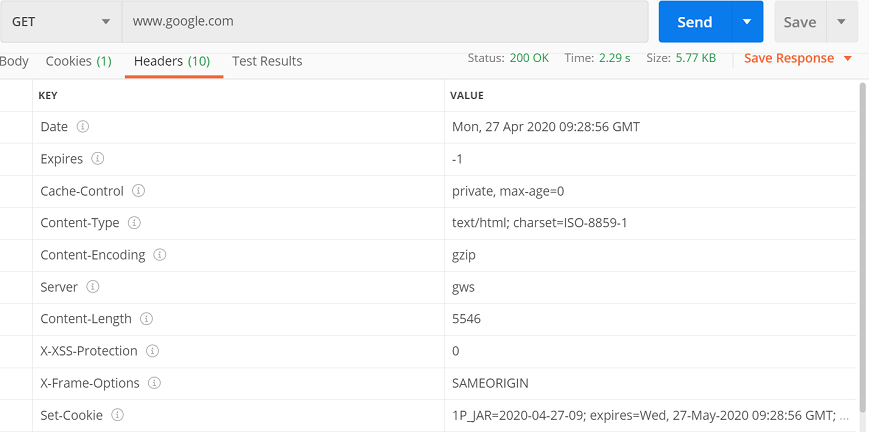 GET www.google.com Send Save
Body Cookies (1) Headers (10) Test Results Status: 200 OK Time: 2.29 s Size: 5.77 KB Save Response
KEY VALUE
Date Mon, 27 Apr 2020 09:28:56 GMT
Expires -1
Cache-Control private, max-age=0
Content-Type text/html; charset=ISO-8859-1
Content-Encoding gzip
Server gws
Content-Length 5546
X-XSS-Protection 0
X-Frame-Options SAMEORIGIN
Set-Cookie 1P_JAR=2020-04-27-09; expires=Wed, 27-May-2020 09:28:56 GMT; ...